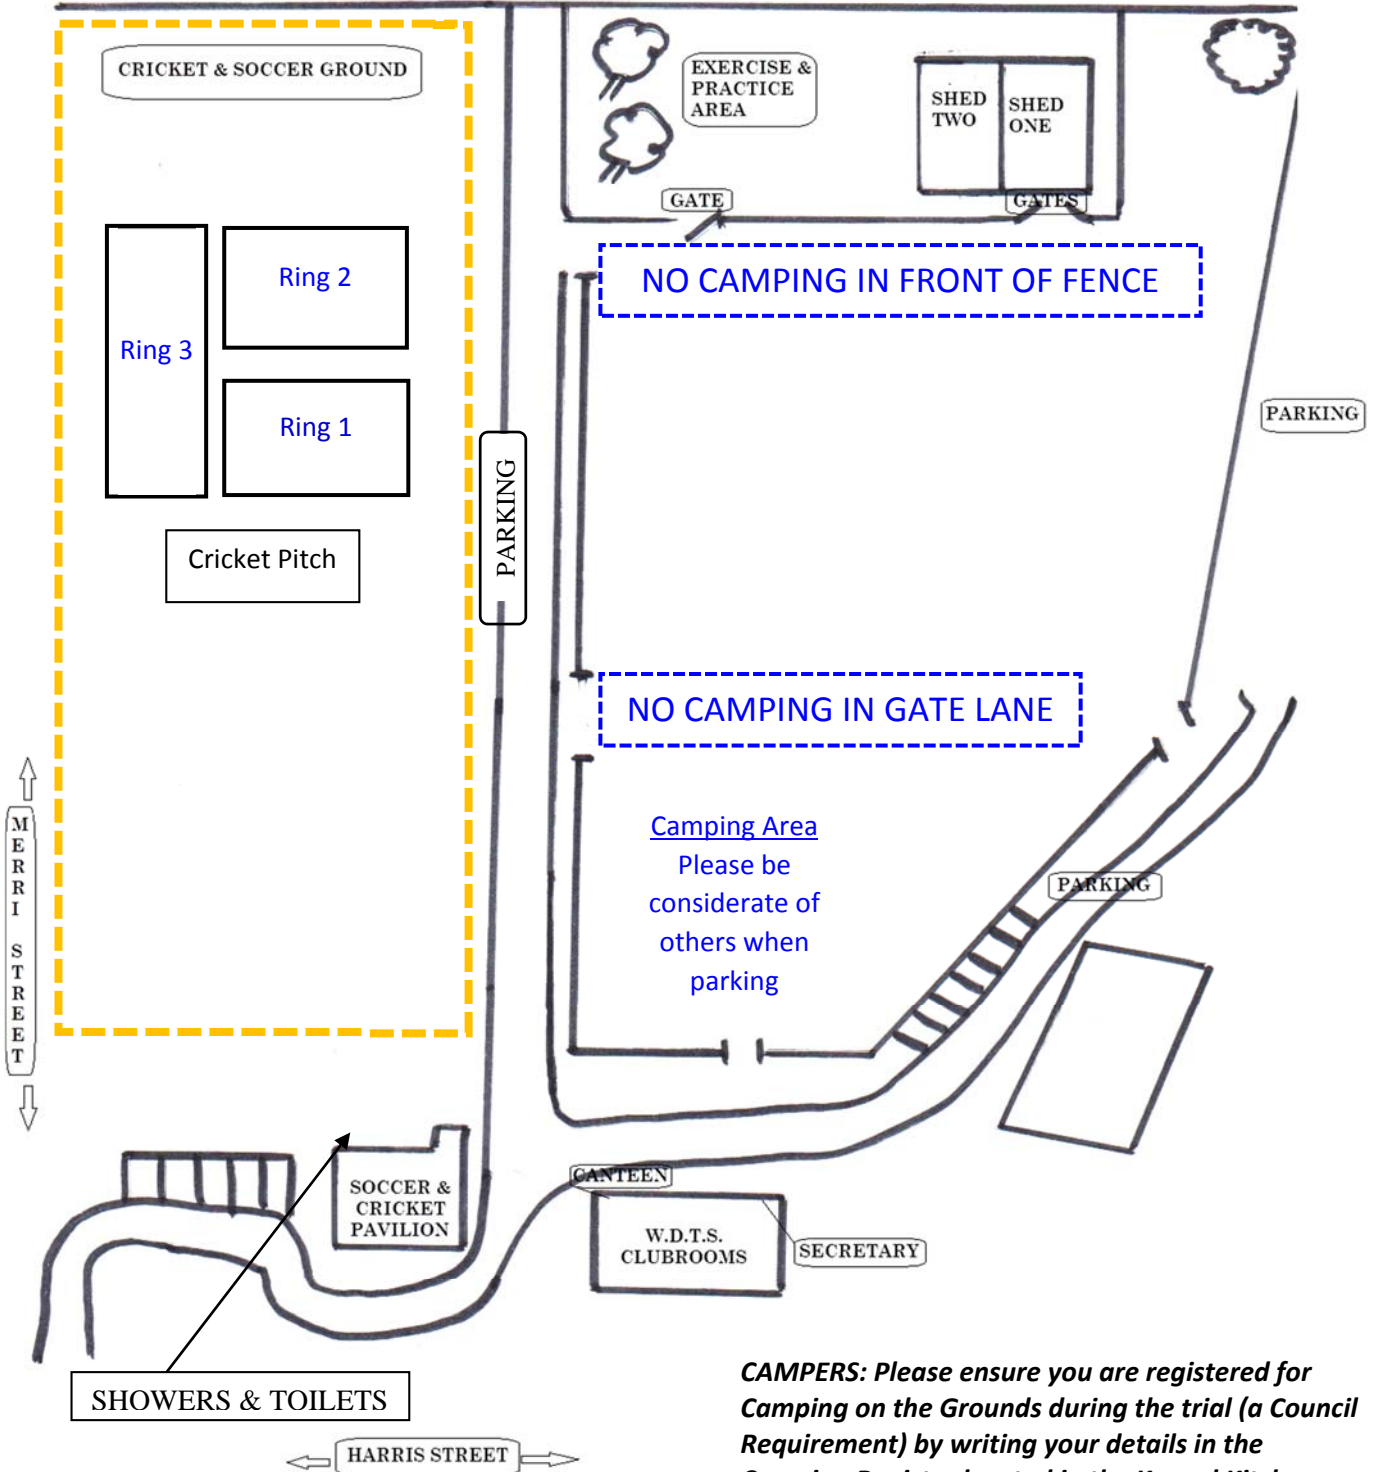 CRICKET & SOCCER GROUND
EXERCISE &
PRACTICE
AREA
SHED
TWO
SHED
ONE
GATE
GATES
NO CAMPING IN FRONT OF FENCE
Ring 2
Ring 3
Ring 1
PARKING
PARKING
Cricket Pitch
NO CAMPING IN GATE LANE
MERRI STREET
Camping Area
Please be
considerate of
others when
parking
PARKING
CANTEEN
SOCCER &
CRICKET
PAVILION
W.D.T.S.
CLUBROOMS
SECRETARY
SHOWERS & TOILETS
HARRIS STREET
CAMPERS: Please ensure you are registered for
Camping on the Grounds during the trial (a Council
Requirement) by writing your details in the